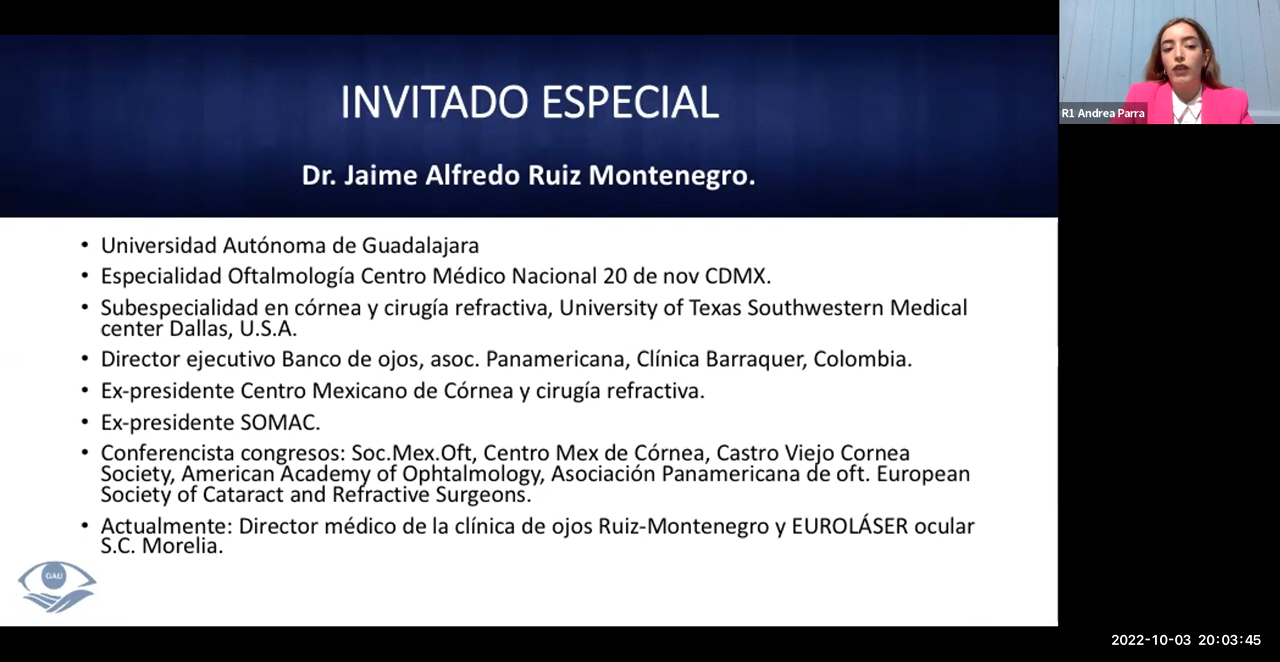 INVITADO ESPECIAL
Dr. Jaime Alfredo Ruiz Montenegro.
• Universidad Autónoma de Guadalajara
• Especialidad Oftalmología Centro Médico Nacional 20 de nov CDMX.
• Subespecialidad en córnea y cirugía refractiva, University of Texas Southwestern Medical
center Dallas, U.S.A.
• Director ejecutivo Banco de ojos, asoc. Panamericana, Clínica Barraquer, Colombia.
• Ex-presidente Centro Mexicano de Córnea y cirugía refractiva.
• Ex-presidente SOMAC.
• Conferencista congresos: Soc.Mex.Oft, Centro Mex de Córnea, Castro Viejo Cornea
Society, American Academy of Ophtalmology, Asociación Panamericana de oft. European
Society of Cataract and Refractive Surgeons.
• Actualmente: Director médico de la clínica de ojos Ruiz-Montenegro y EUROLÁSER ocular
S.C. Morelia.
GAU
R1 Andrea Parra
2022-10-03 20:03:45